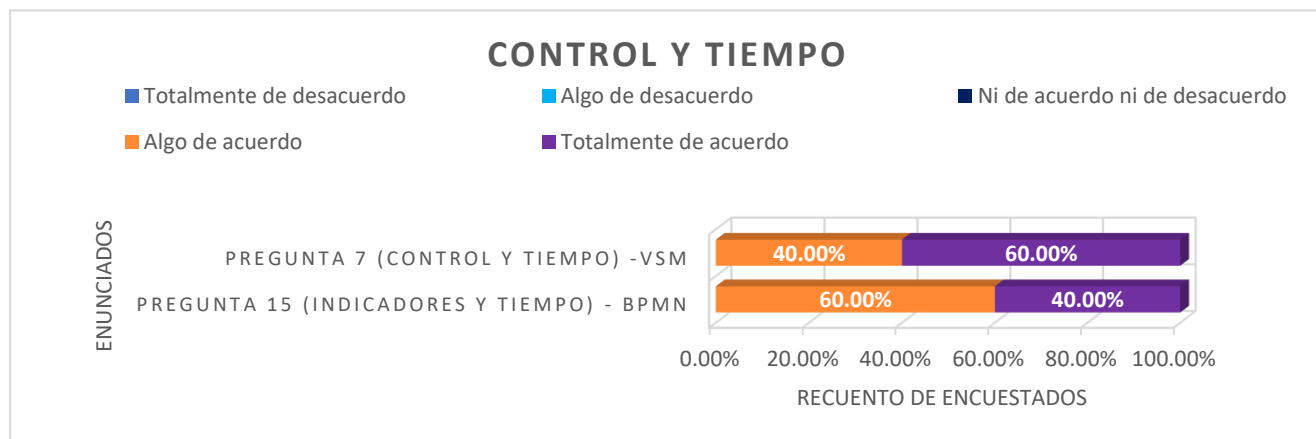 CONTROL Y TIEMPO
Totalmente de desacuerdo
Algo de desacuerdo
Ni de acuerdo ni de desacuerdo
Algo de acuerdo
Totalmente de acuerdo
ENUNCIADOS
PREGUNTA 7 (CONTROL Y TIEMPO) -VSM
40.00%
60.00%
PREGUNTA 15 (INDICADORES Y TIEMPO) - BPMN
60.00%
40.00%
0.00%
20.00%
40.00%
60.00%
80.00%
100.00%
RECUENTO DE ENCUESTADOS